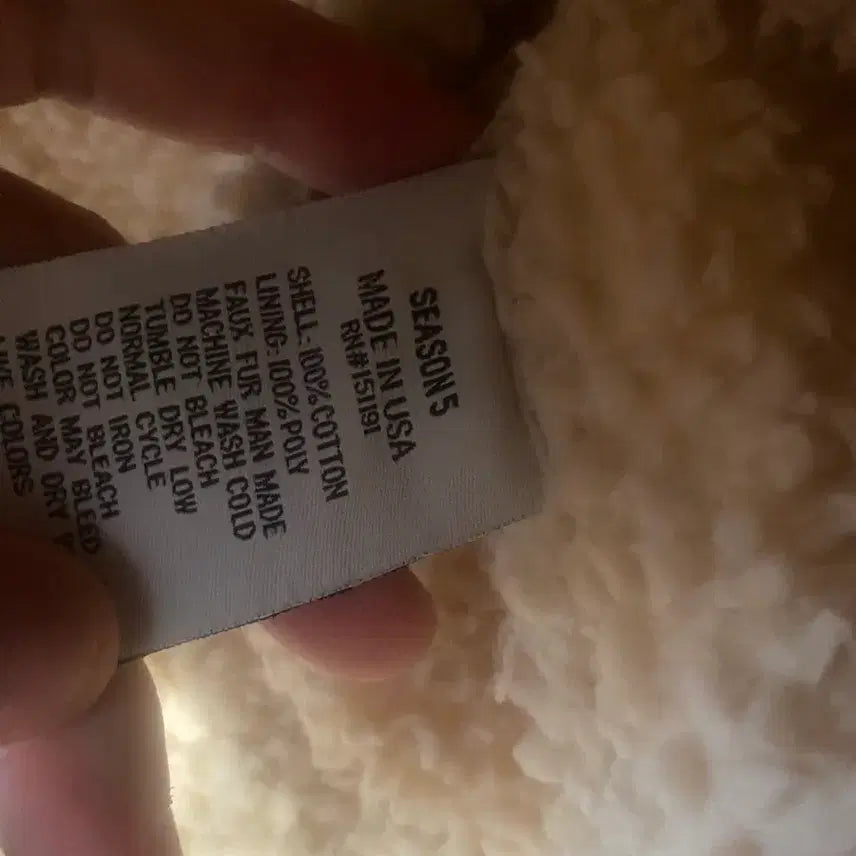 SEASON 5
MADE IN USA
RN# 151191
SHELL: 100% COTTON
LINING: 100% POLY
FAUX FUR MAN MADE
MACHINE WASH COLD
DO NOT BLEACH
TUMBLE DRY LOW
NORMAL CYCLE
DO NOT IRON
DO NOT BLEACH
COLOR MAY BLEED
WASH AND DRY
COLORS